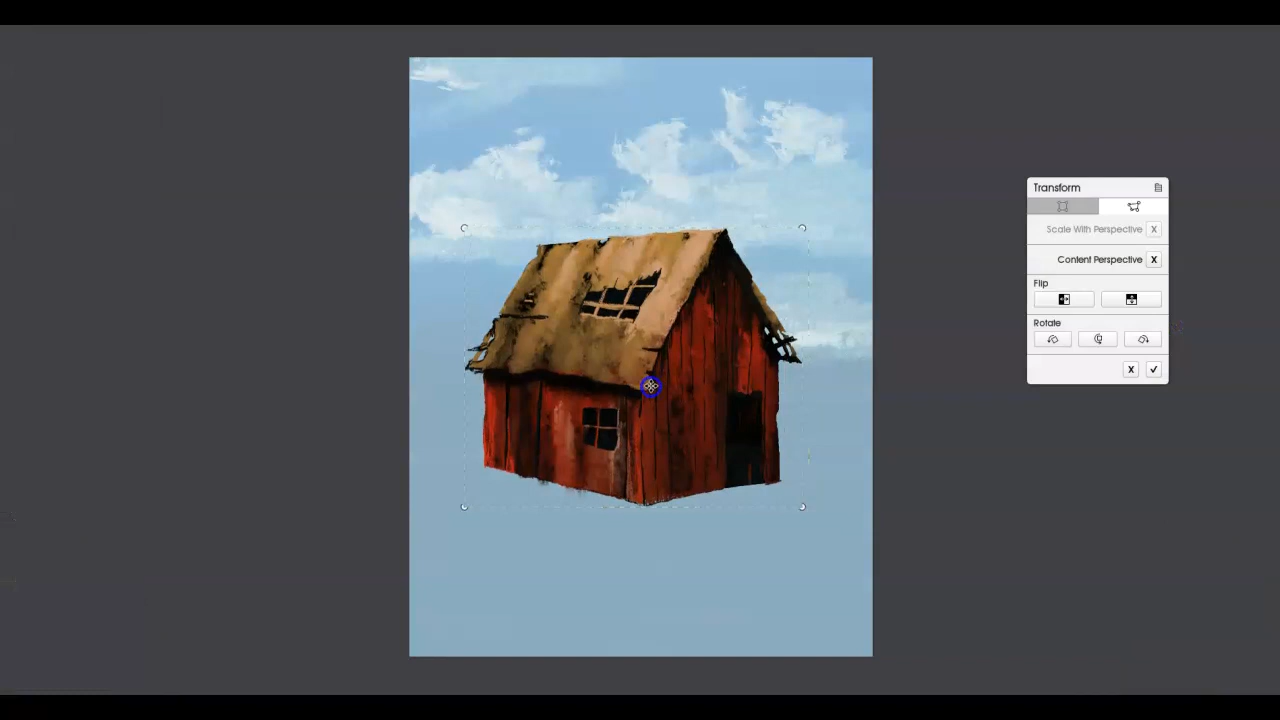 Transform
Scale With Perspective X
Content Perspective X
Flip
Rotate
X